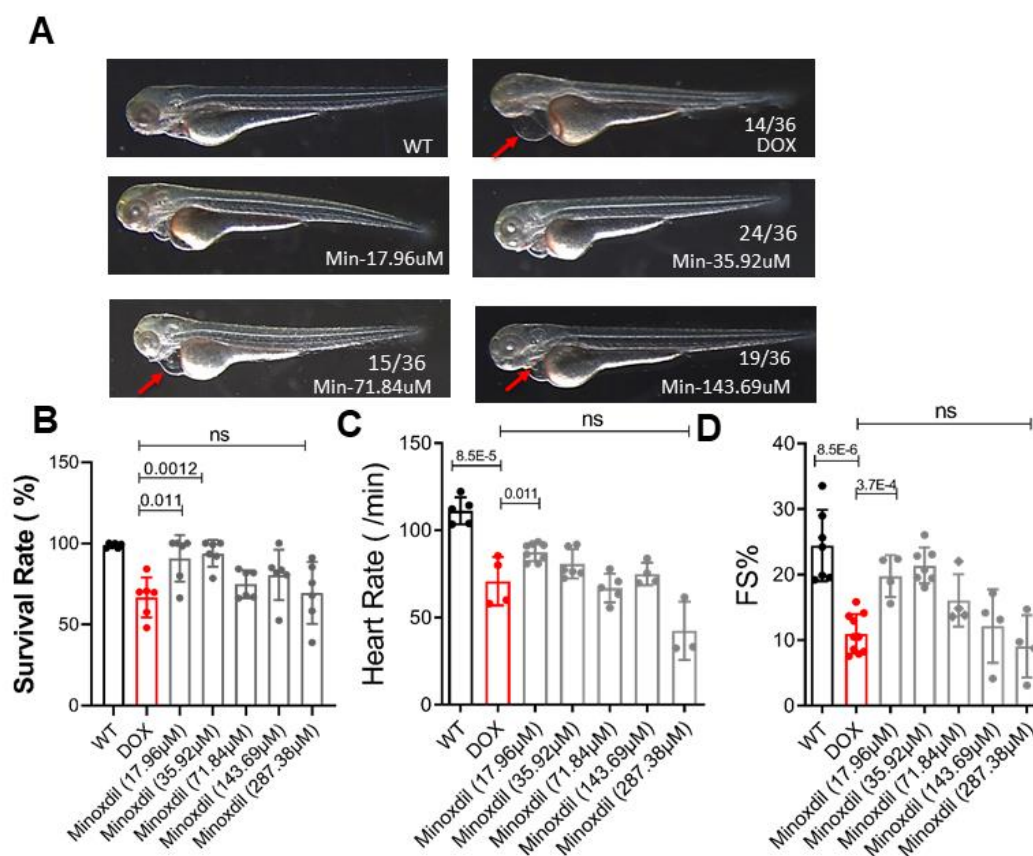 A
WT
14/36
DOX
Min-17.96uM
24/36
Min-35.92uM
15/36
Min-71.84uM
19/36
Min-143.69uM
B
ns
0.0012
0.011
Survival Rate ( %)
150
100
50
0
WT
DOX
Minoxdil (17.96μM)
Minoxdil (35.92μM)
Minoxdil (71.84μM)
Minoxdil (143.69μM)
Minoxdil (287.38μM)
C
ns
8.5E-5
0.011
Heart Rate ( /min)
150
100
50
0
WT
DOX
Minoxdil (17.96μM)
Minoxdil (35.92μM)
Minoxdil (71.84μM)
Minoxdil (143.69μM)
Minoxdil (287.38μM)
D
ns
8.5E-6
3.7E-4
FS%
40
30
20
10
0
WT
DOX
Minoxdil (17.96μM)
Minoxdil (35.92μM)
Minoxdil (71.84μM)
Minoxdil (143.69μM)
Minoxdil (287.38μM)